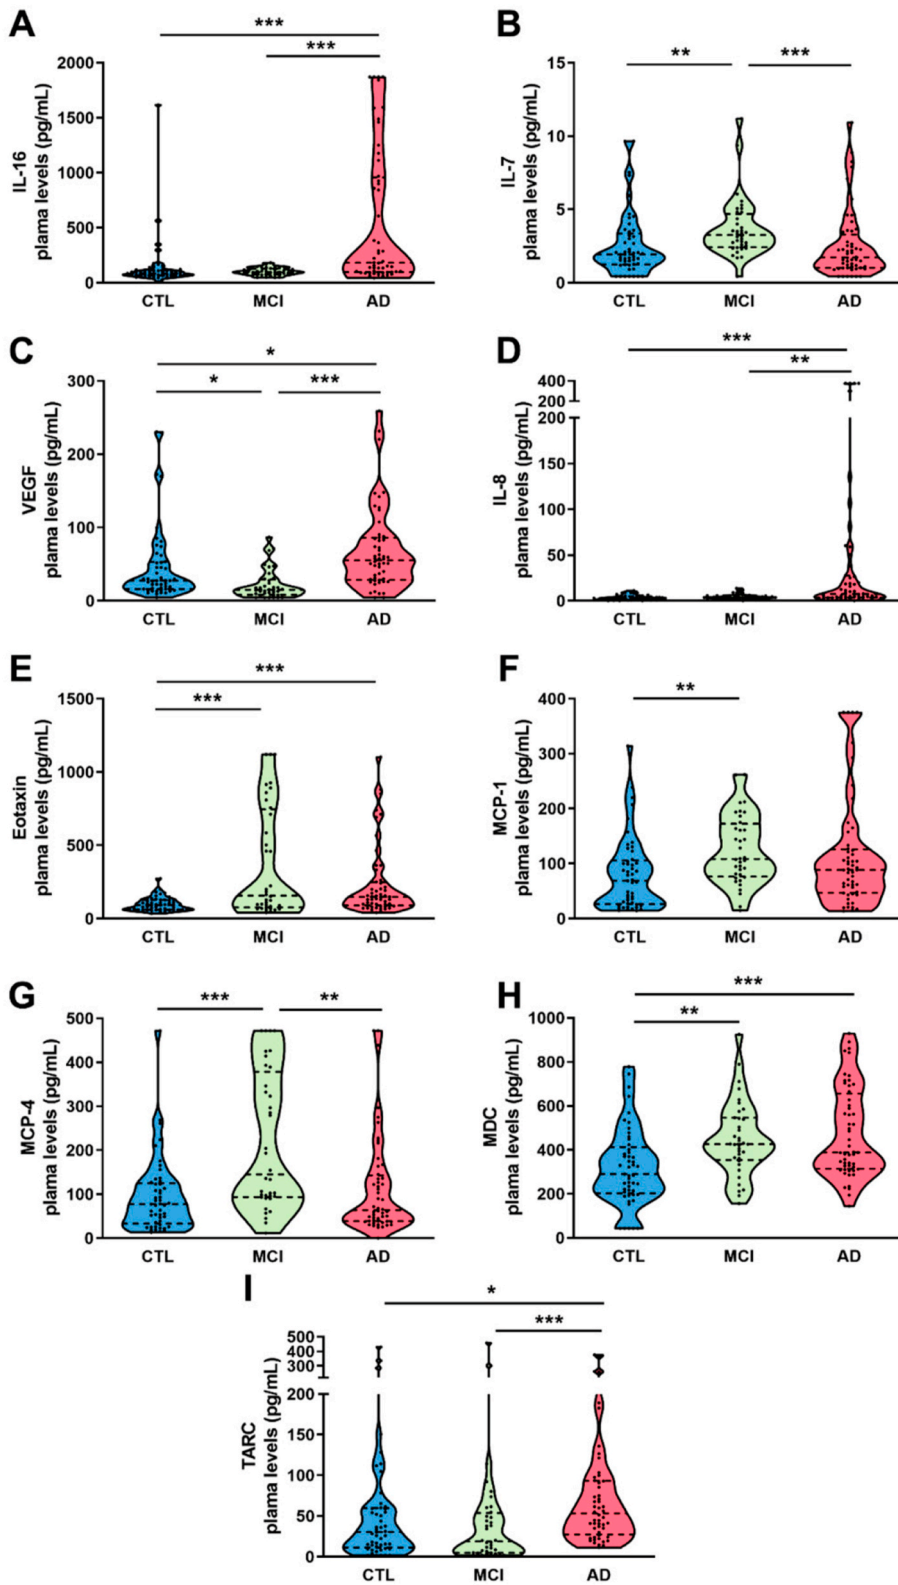 A
***
***
2000
1500
1000
500
0
IL-16
plama levels (pg/mL)
CTL MCI AD
B
** ***
15
10
5
0
IL-7
plama levels (pg/mL)
CTL MCI AD
C
*
* ***
300
200
100
0
VEGF
plama levels (pg/mL)
CTL MCI AD
D
***
**
400
200
200
150
100
50
0
IL-8
plama levels (pg/mL)
CTL MCI AD
E
***
***
1500
1000
500
0
Eotaxin
plama levels (pg/mL)
CTL MCI AD
F
**
400
300
200
100
0
MCP-1
plama levels (pg/mL)
CTL MCI AD
G
*** **
500
400
300
200
100
0
MCP-4
plama levels (pg/mL)
CTL MCI AD
H
***
**
1000
800
600
400
200
0
MDC
plama levels (pg/mL)
CTL MCI AD
I
*
***
500
400
300
200
150
100
50
0
TARC
plama levels (pg/mL)
CTL MCI AD